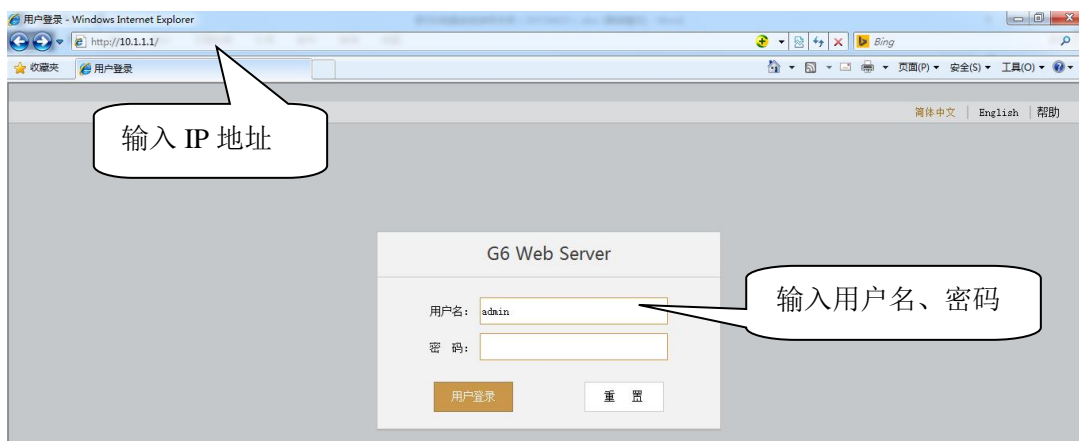 用户登录 - Windows Internet Explorer
http://10.1.1.1/
Bing
收藏夹
用户登录
页面(P)
安全(S)
工具(O)
简体中文 | English | 帮助
输入 IP 地址
G6 Web Server
用户名: admin
输入用户名、密码
密 码:
用户登录
重 置